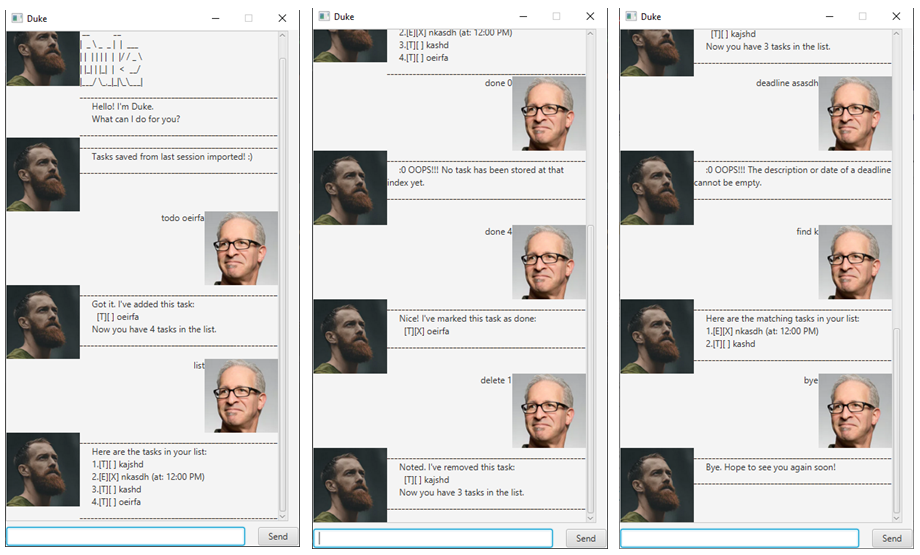 Duke
Hello! I'm Duke.
What can I do for you?
Tasks saved from last session imported! :)
todo oeirfa
Got it. I've added this task:
[T][ ] oeirfa
Now you have 4 tasks in the list.
list
Here are the tasks in your list:
1.[T][ ] kajshd
2.[E][X] nkasdh (at: 12:00 PM)
3.[T][ ] kashd
4.[T][ ] oeirfa
Send
Duke
2.[E][X] nkasdh (at: 12:00 PM)
3.[T][ ] kashd
4.[T][ ] oeirfa
done 0
:0 OOPS!!! No task has been stored at that
index yet.
done 4
Nice! I've marked this task as done:
[T][X] oeirfa
delete 1
Noted. I've removed this task:
[T][ ] kajshd
Now you have 3 tasks in the list.
Send
Duke
[T][ ] kajshd
Now you have 3 tasks in the list.
deadline asasdh
:0 OOPS!!! The description or date of a deadline
cannot be empty.
find k
Here are the matching tasks in your list:
1.[E][X] nkasdh (at: 12:00 PM)
2.[T][ ] kashd
bye
Bye. Hope to see you again soon!
Send